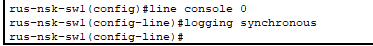 rus-nsk-sw1(config)#line console 0
rus-nsk-sw1(config-line)#logging synchronous
rus-nsk-sw1(config-line)#